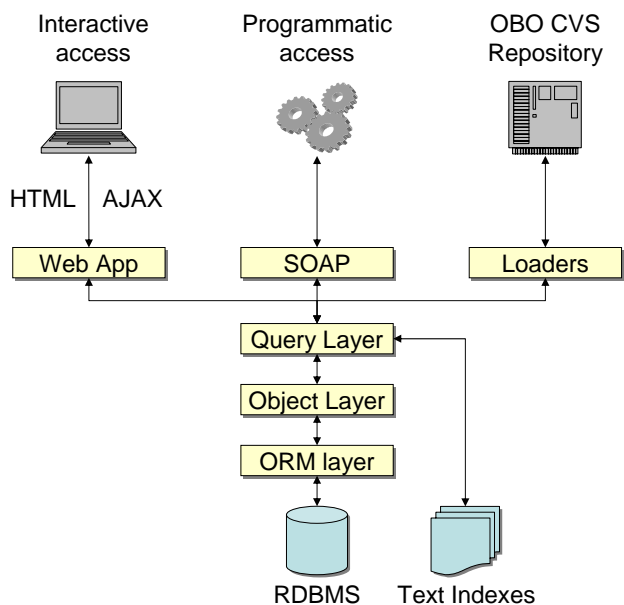 Interactive
access
Programmatic
access
OBO CVS
Repository
HTML
AJAX
Web App
SOAP
Loaders
Query Layer
Object Layer
ORM layer
RDBMS
Text Indexes